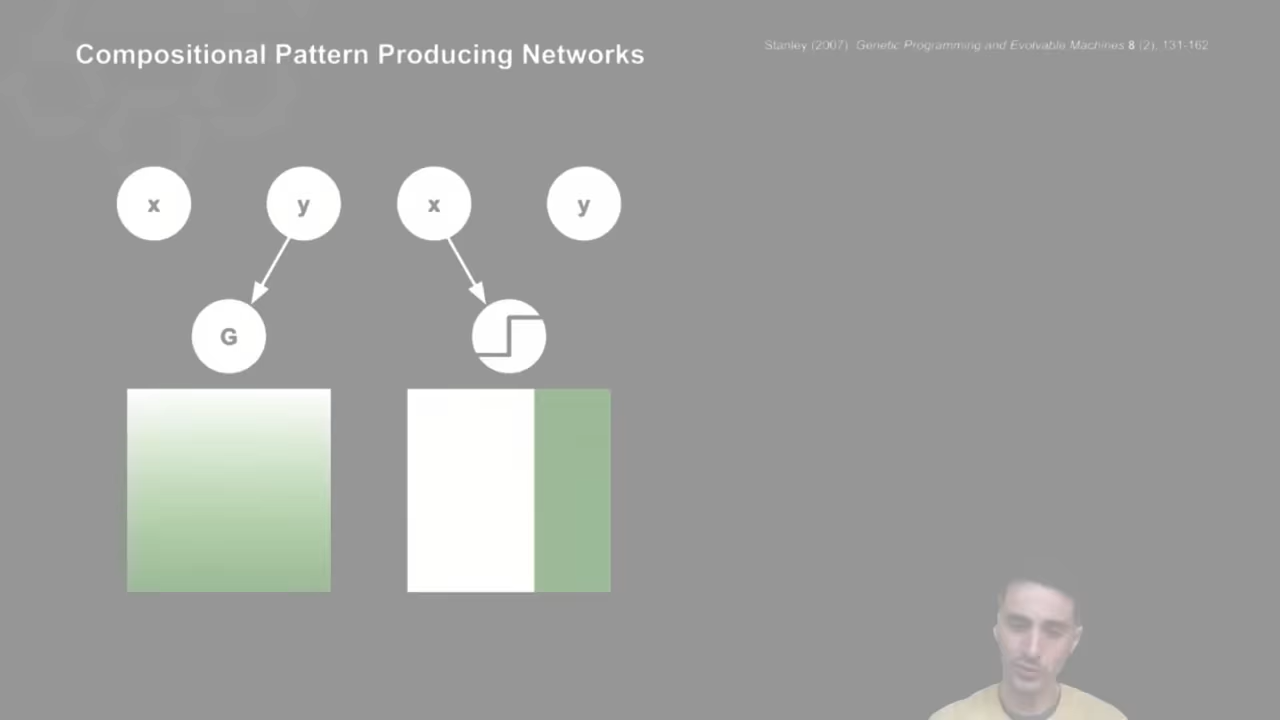 Compositional Pattern Producing Networks
Stanley (2007) Genetic Programming and Evolvable Machines 8 (2), 131-162
x y x y
G